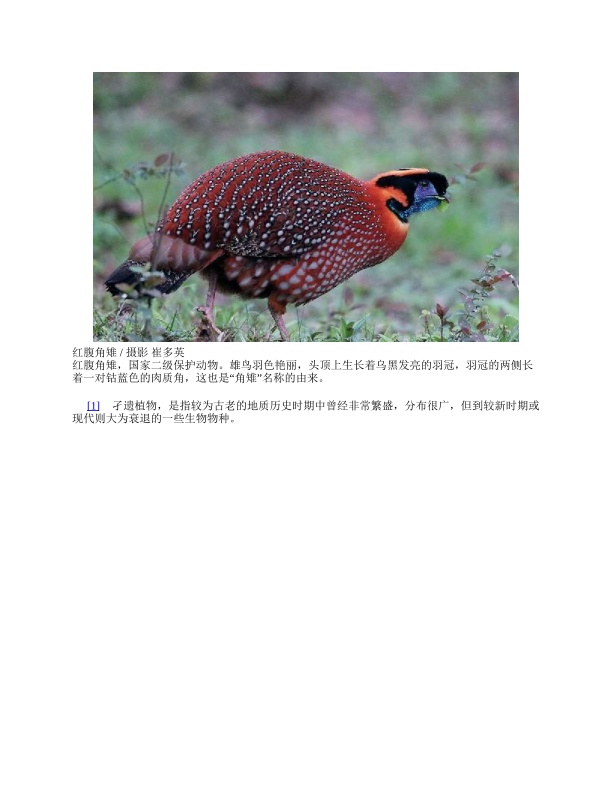 红腹角雉 / 摄影 崔多英
红腹角雉，国家二级保护动物。雄鸟羽色艳丽，头顶上生长着乌黑发亮的羽冠，羽冠的两侧长
着一对钴蓝色的肉质角，这也是“角雉”名称的由来。
[1] 孑遗植物，是指较为古老的地质历史时期中曾经非常繁盛，分布很广，但到较新时期或
现代则大为衰退的一些生物物种。